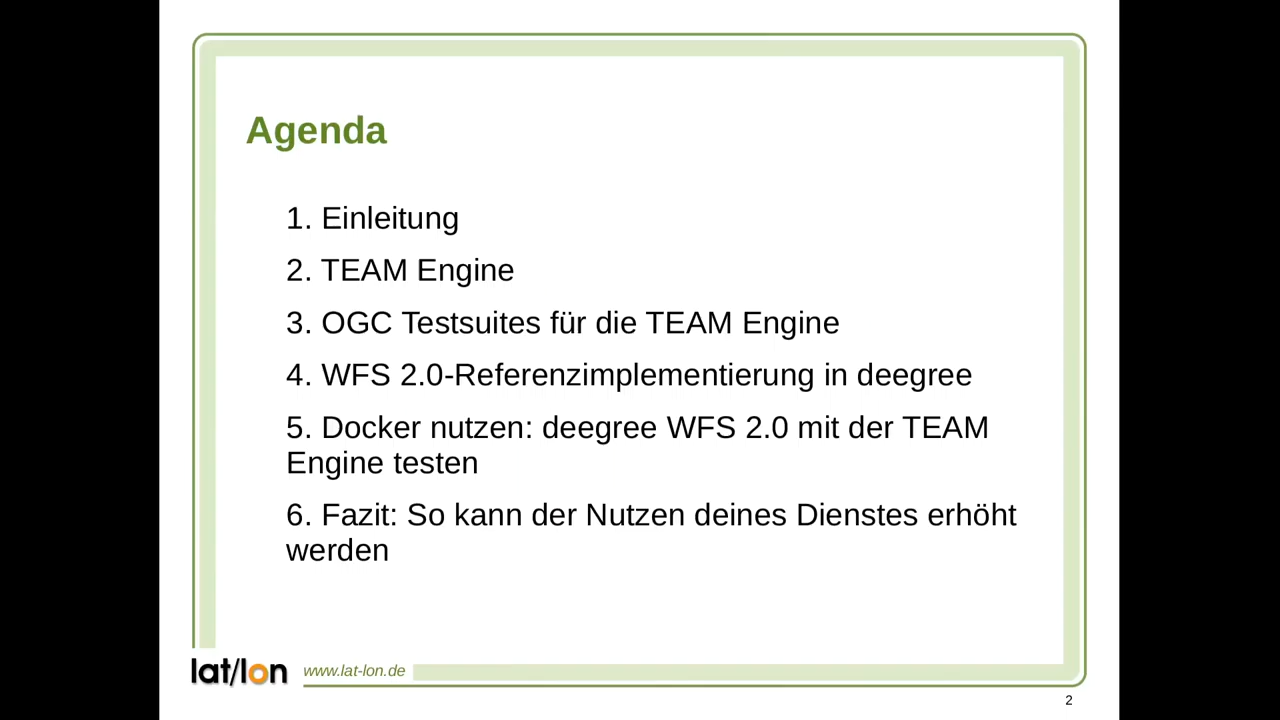 Agenda
1. Einleitung
2. TEAM Engine
3. OGC Testsuites für die TEAM Engine
4. WFS 2.0-Referenzimplementierung in deegree
5. Docker nutzen: deegree WFS 2.0 mit der TEAM
Engine testen
6. Fazit: So kann der Nutzen deines Dienstes erhöht
werden
lat/lon www.lat-lon.de
2